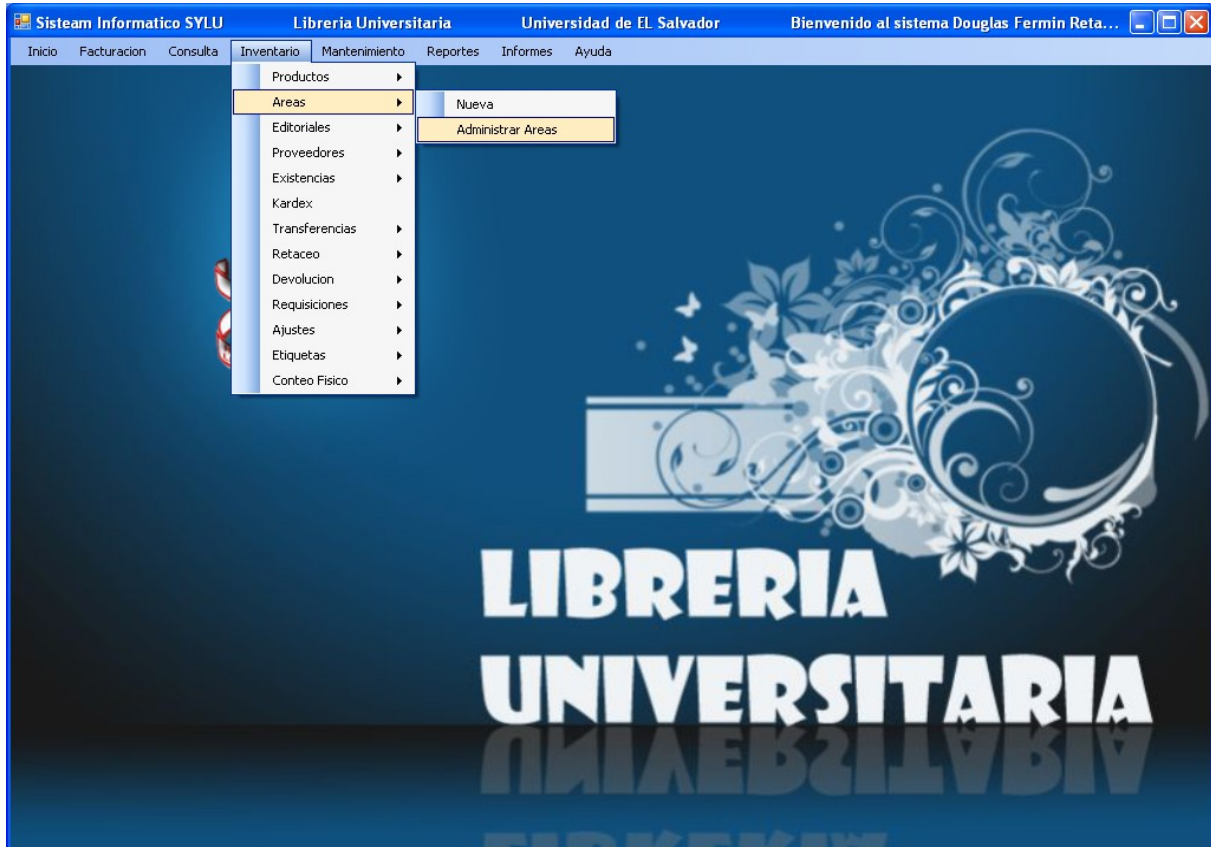 Sisteam Informatico SYLU Libreria Universitaria Universidad de EL Salvador Bienvenido al sistema Douglas Fermin Reta...
Inicio Facturacion Consulta Inventario Mantenimiento Reportes Informes Ayuda
Productos
Areas
Nueva
Administrar Areas
Editoriales
Proveedores
Existencias
Kardex
Transferencias
Retaceo
Devolucion
Requisiciones
Ajustes
Etiquetas
Conteo Fisico
LIBRERIA
UNIVERSITARIA